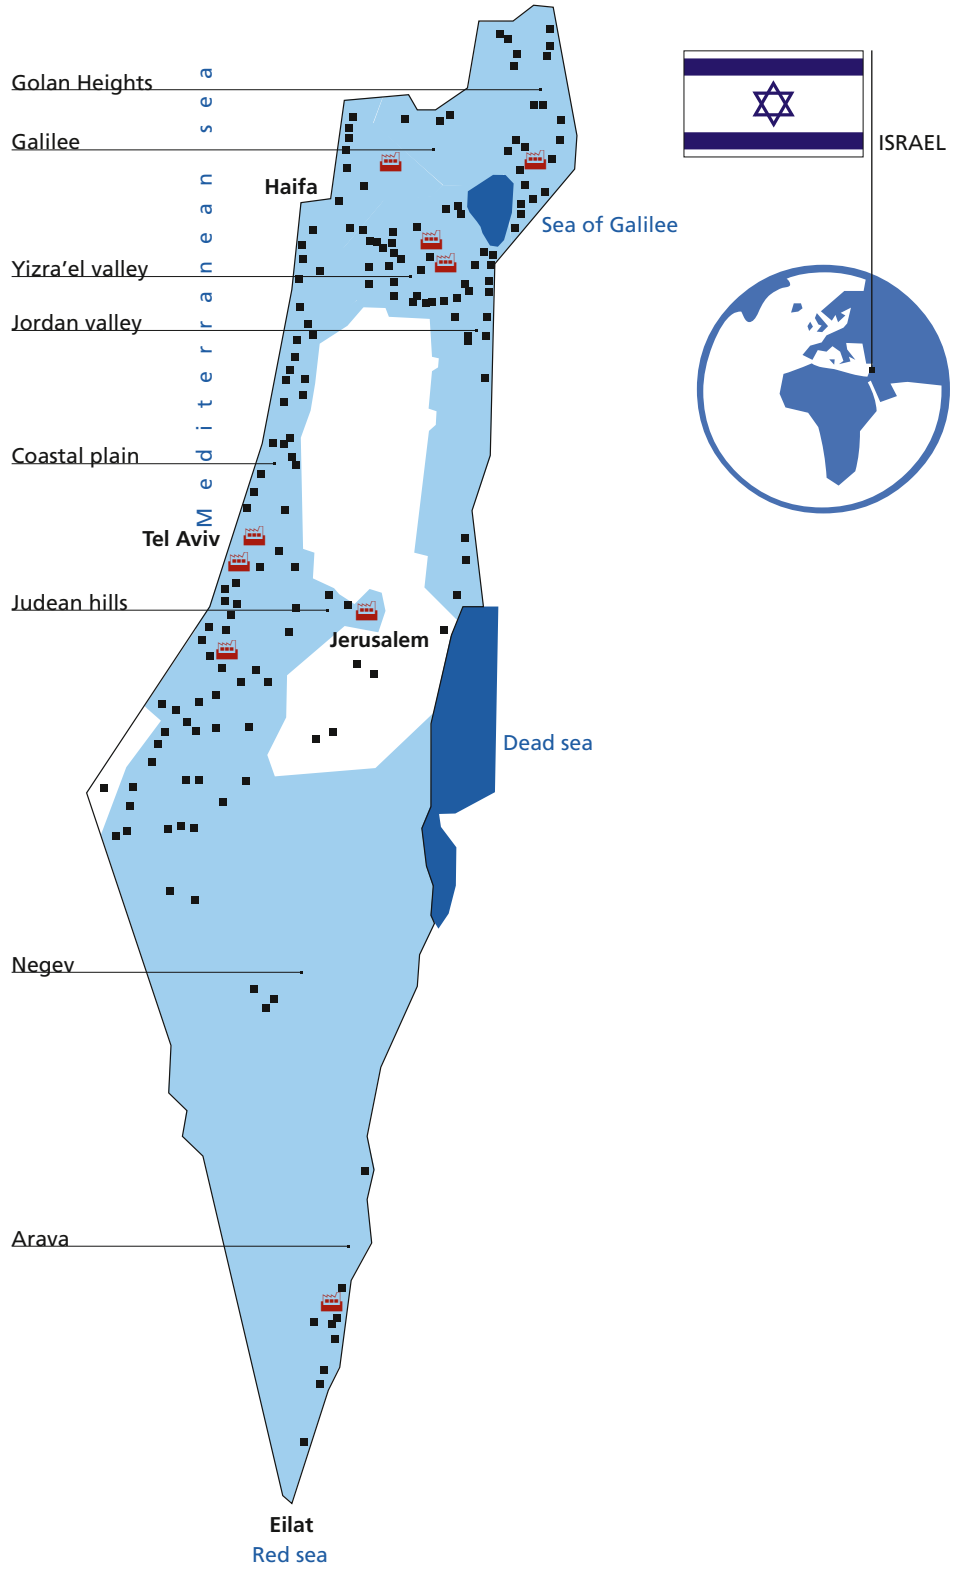 Golan Heights
Galilee
Haifa
Yizra’el valley
Jordan valley
Coastal plain
Tel Aviv
Judean hills
Jerusalem
Negev
Arava
Eilat
Red sea
Mediterranean sea
Sea of Galilee
Dead sea
ISRAEL